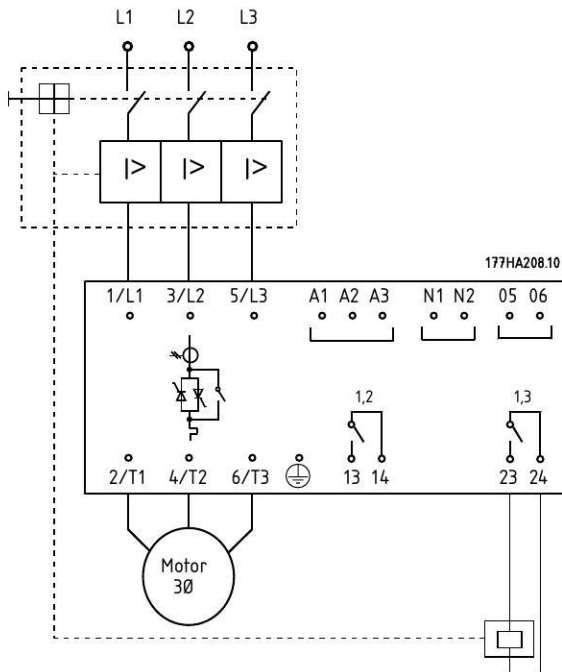 L1 L2 L3
I> I> I>
177HA208.10
1/L1 3/L2 5/L3 A1 A2 A3 N1 N2 05 06
1,2 1,3
2/T1 4/T2 6/T3 13 14 23 24
Motor
3Ø